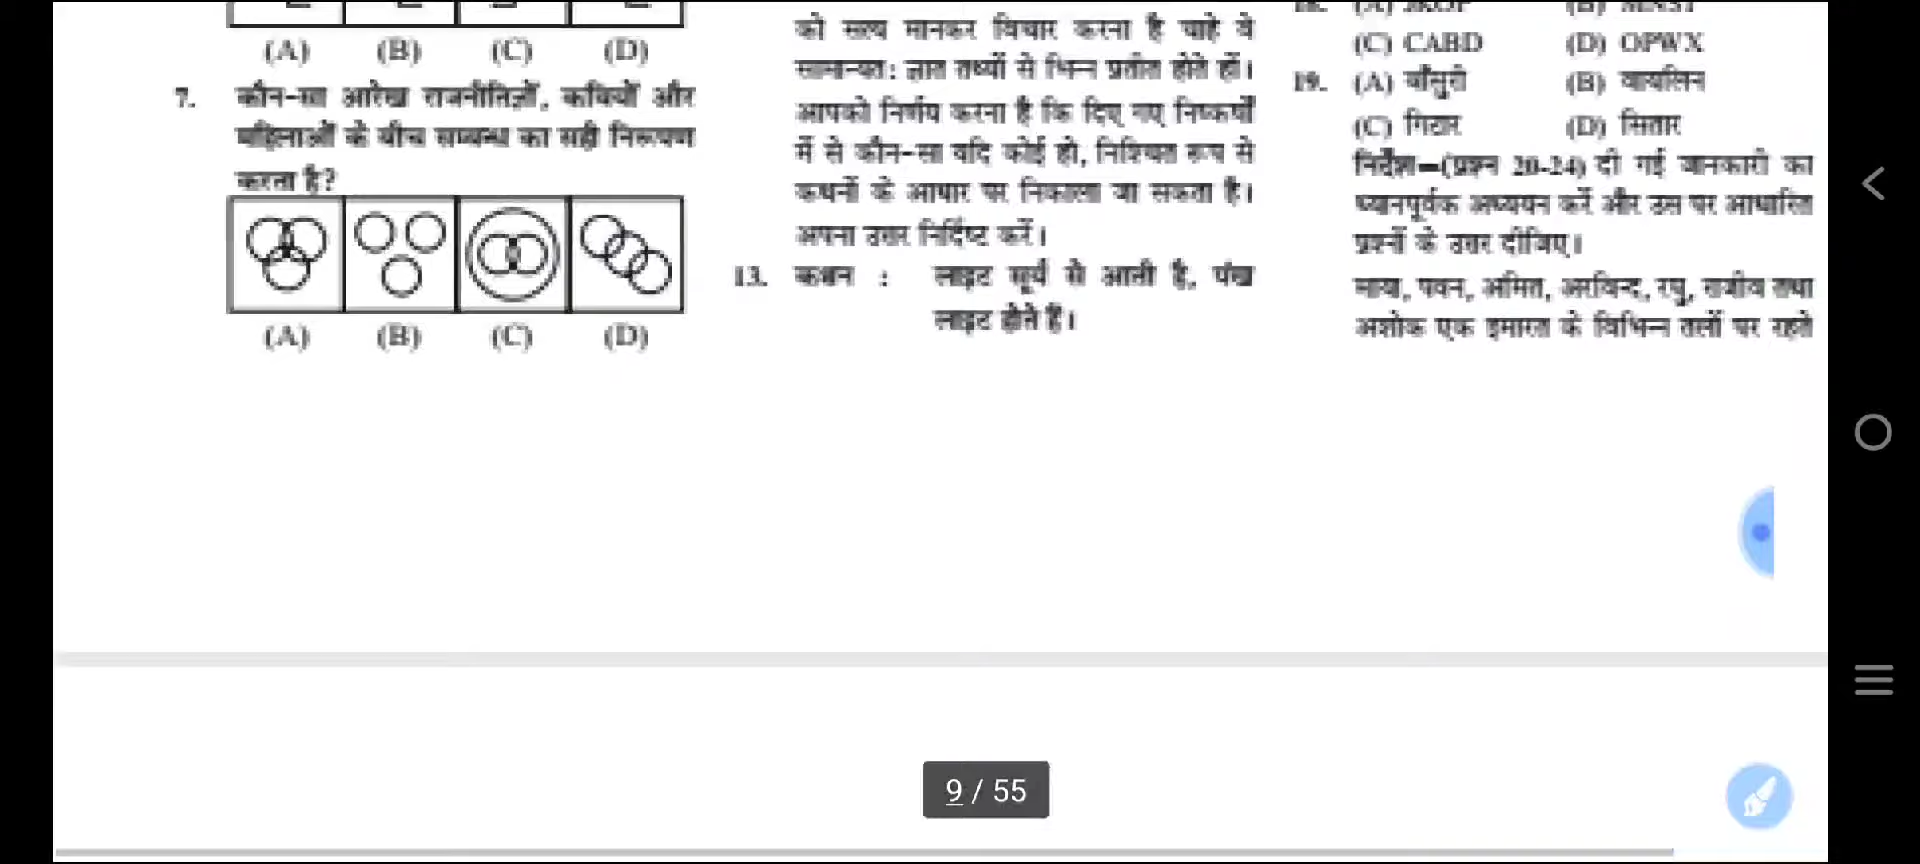 (A) (B) (C) (D)
7. कौन-सा आरेख राजनीतिज्ञों, कवियों और
महिलाओं के बीच सम्बन्ध का सही निरूपण
करता है?
(A) (B) (C) (D)
को सत्य मानकर विचार करना है चाहे वे
सामान्यत: ज्ञात तथ्यों से भिन्न प्रतीत होते हों।
आपको निर्णय करना है कि दिए गए निष्कर्षों
में से कौन-सा यदि कोई हो, निश्चित रूप से
कथनों के आधार पर निकाला जा सकता है।
अपना उत्तर निर्दिष्ट करें।
13. कथन : लाइट सूर्य से आती है, पंख
लाइट होते हैं।
18. (A) (B)
(C) CABD (D) OPWX
19. (A) बाँसुरी (B) वायलिन
(C) गिटार (D) सितार
निर्देश—(प्रश्न 20-24) दी गई जानकारी का
ध्यानपूर्वक अध्ययन करें और उस पर आधारित
प्रश्नों के उत्तर दीजिए।
माया, पवन, अमित, अरविन्द, रघु, राजीव तथा
अशोक एक इमारत के विभिन्न तलों पर रहते
9 / 55